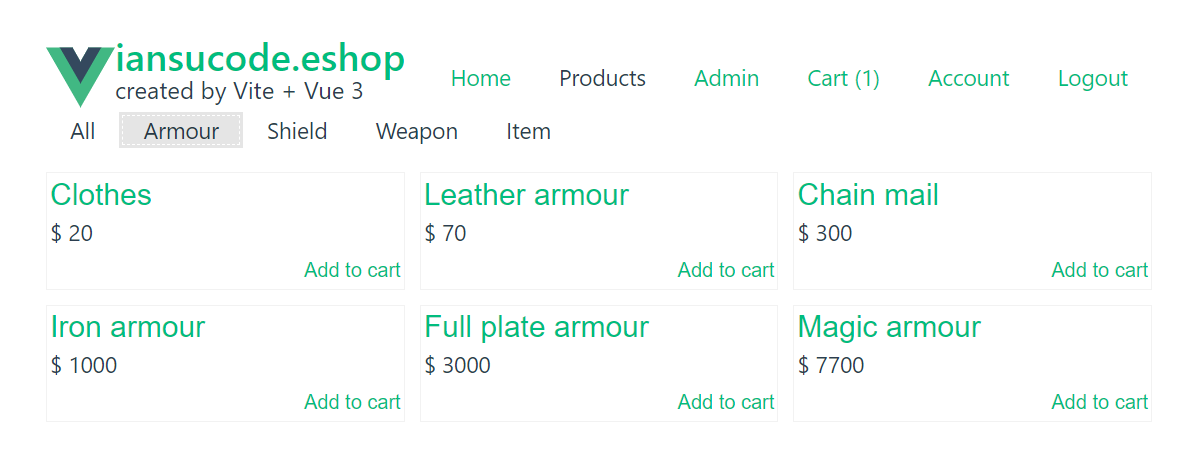 iansucode.eshop
created by Vite + Vue 3
Home Products Admin Cart (1) Account Logout
All Armour Shield Weapon Item
Clothes Leather armour Chain mail
$ 20 $ 70 $ 300
Add to cart Add to cart Add to cart
Iron armour Full plate armour Magic armour
$ 1000 $ 3000 $ 7700
Add to cart Add to cart Add to cart